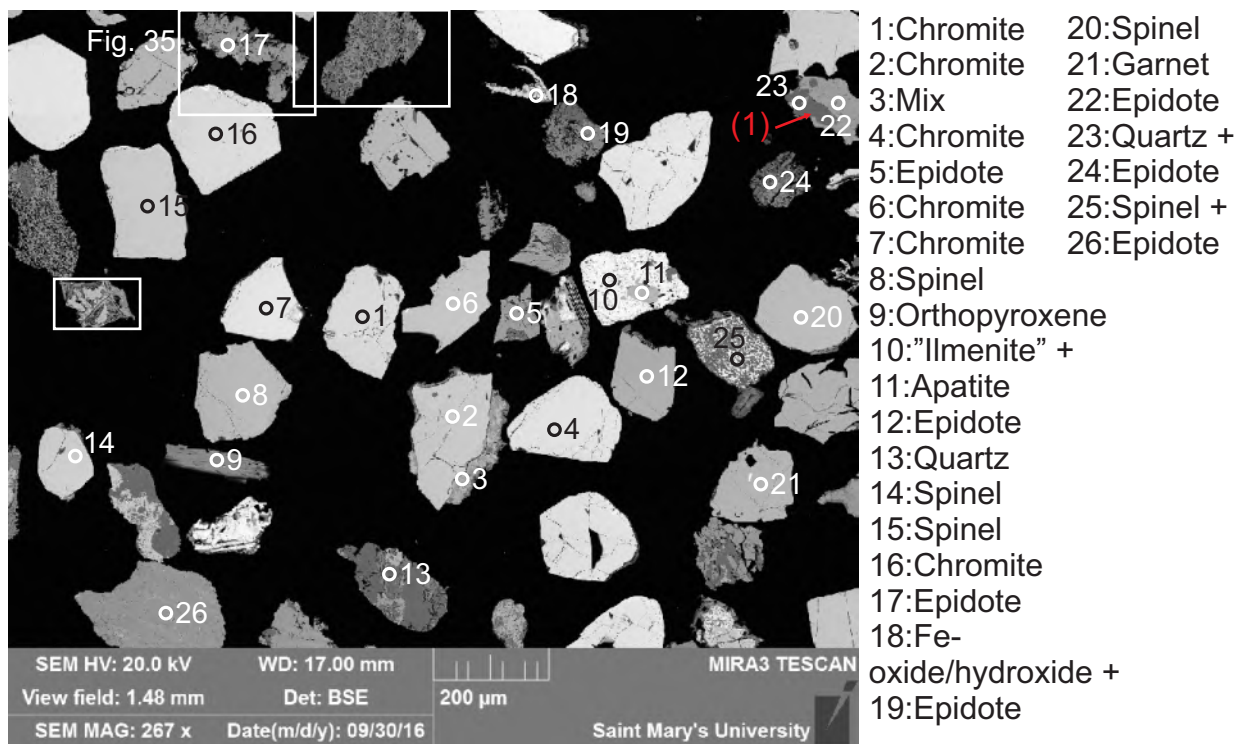 Fig. 35
17
18
23
(1)
22
16
19
24
15
7
1
6
5
10
11
20
25
8
12
2
4
14
9
3
21
13
26
SEM HV: 20.0 kV WD: 17.00 mm MIRA3 TESCAN
View field: 1.48 mm Det: BSE 200 µm
SEM MAG: 267 x Date(m/d/y): 09/30/16 Saint Mary's University
1:Chromite 20:Spinel
2:Chromite 21:Garnet
3:Mix 22:Epidote
4:Chromite 23:Quartz +
5:Epidote 24:Epidote
6:Chromite 25:Spinel +
7:Chromite 26:Epidote
8:Spinel
9:Orthopyroxene
10:"Ilmenite" +
11:Apatite
12:Epidote
13:Quartz
14:Spinel
15:Spinel
16:Chromite
17:Epidote
18:Fe-
oxide/hydroxide +
19:Epidote